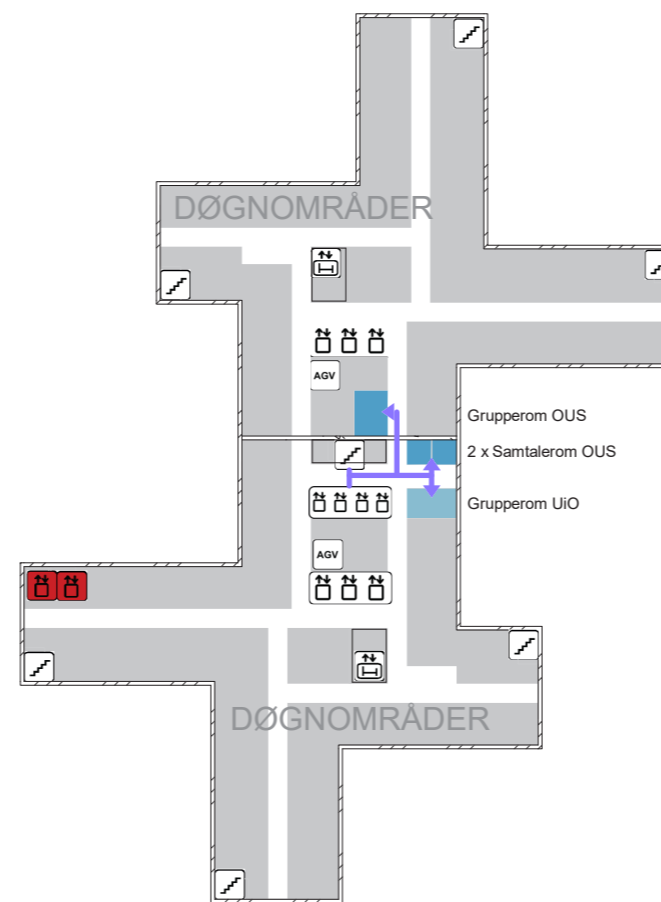 DØGNOMRÅDER
AGV
Grupperom OUS
2 x Samtalerom OUS
Grupperom UiO
AGV
DØGNOMRÅDER